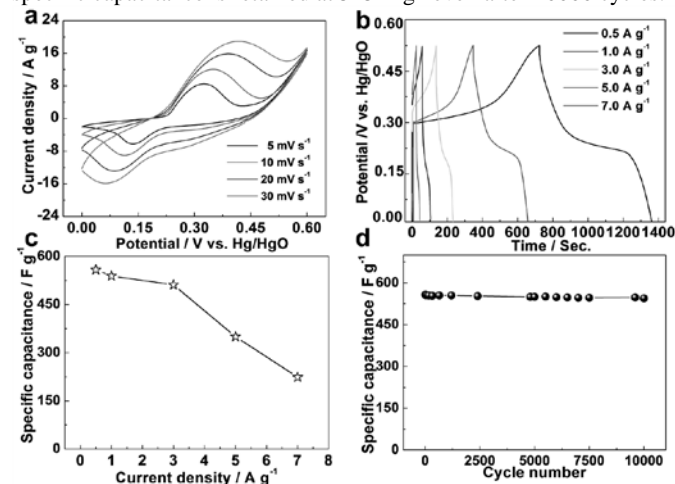 a
Current density / A g⁻¹
24
16
8
0
-8
-16
-24
5 mV s⁻¹
10 mV s⁻¹
20 mV s⁻¹
30 mV s⁻¹
0.00 0.15 0.30 0.45 0.60
Potential / V vs. Hg/HgO
b
Potential /V vs. Hg/HgO
0.60
0.45
0.30
0.15
0.00
0.5 A g⁻¹
1.0 A g⁻¹
3.0 A g⁻¹
5.0 A g⁻¹
7.0 A g⁻¹
0 200 400 600 800 1000 1200 1400
Time / Sec.
c
Specific capacitance / F g⁻¹
600
450
300
150
0
0 1 2 3 4 5 6 7 8
Current density / A g⁻¹
d
Specific capacitance / F g⁻¹
600
450
300
150
0
0 2500 5000 7500 10000
Cycle number